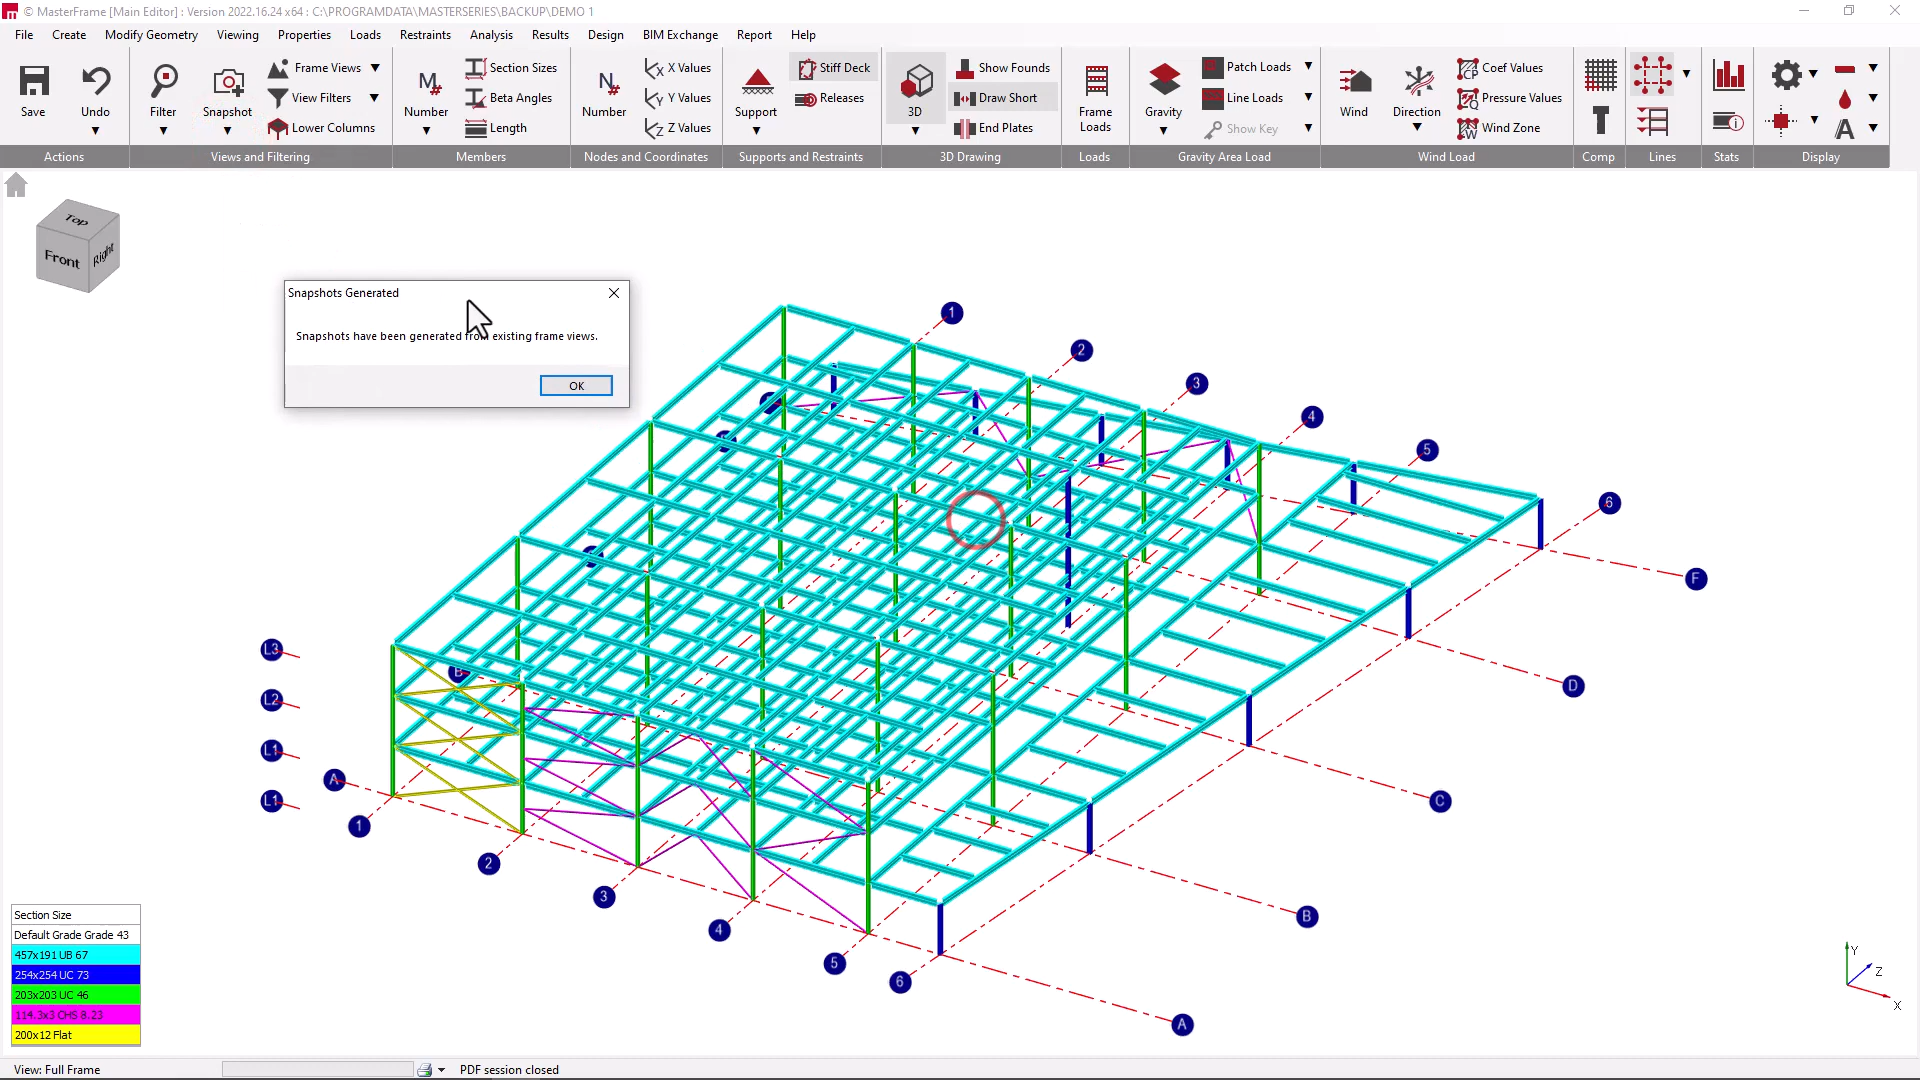 © MasterFrame [Main Editor] : Version 2022.16.24 x64 : C:\PROGRAMDATA\MASTERSERIES\BACKUP\DEMO 1
File Create Modify Geometry Viewing Properties Loads Restraints Analysis Results Design BIM Exchange Report Help
Save
Undo
Actions
Filter
Snapshot
Frame Views
View Filters
Lower Columns
Views and Filtering
Number
Section Sizes
Beta Angles
Length
Members
Number
X Values
Y Values
Z Values
Nodes and Coordinates
Support
Stiff Deck
Releases
Supports and Restraints
3D
Show Founds
Draw Short
End Plates
3D Drawing
Frame Loads
Loads
Gravity
Patch Loads
Line Loads
Show Key
Gravity Area Load
Wind
Direction
Coef Values
Pressure Values
Wind Zone
Wind Load
Comp
Lines
Stats
Display
Top
Front
Right
Snapshots Generated
Snapshots have been generated from existing frame views.
OK
1
2
3
4
5
6
F
D
C
B
A
L3
L2
L1
L1
A
B
1
2
3
4
5
6
Section Size
Default Grade Grade 43
457x191 UB 67
254x254 UC 73
203x203 UC 46
114.3x3 CHS 8.23
200x12 Flat
Y
Z
X
View: Full Frame
PDF session closed